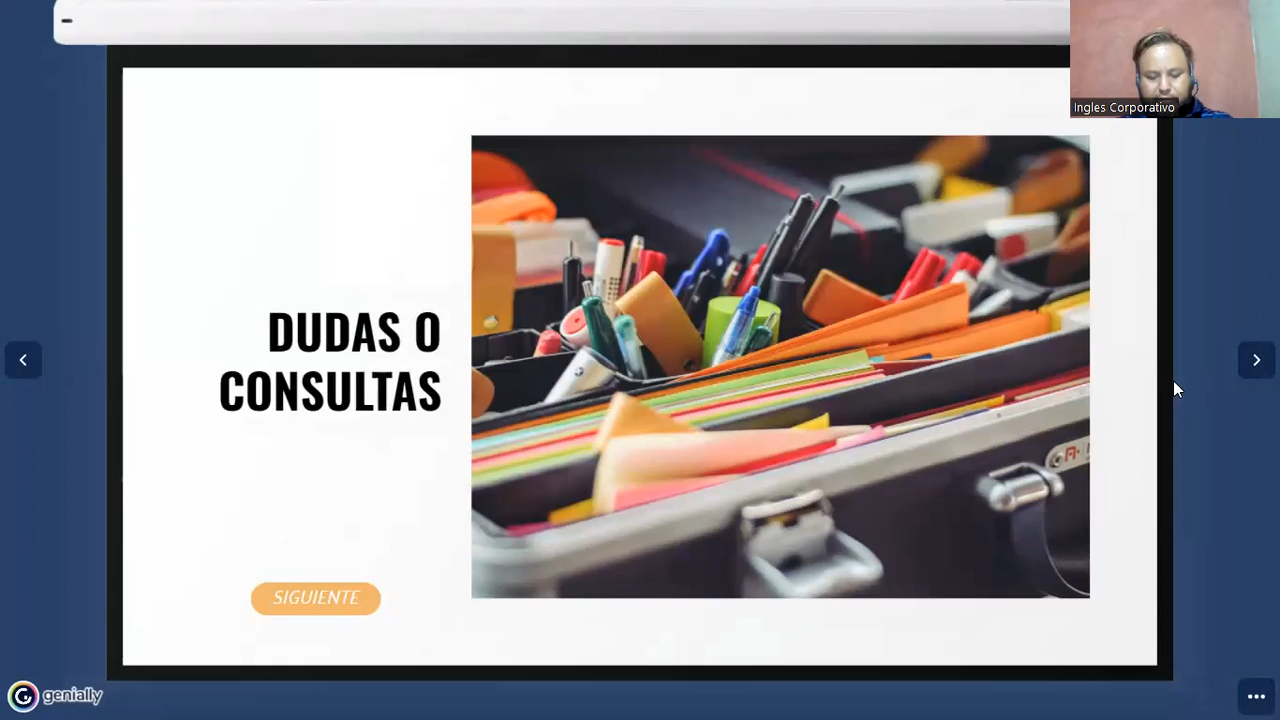 Ingles Corporativo
DUDAS O
CONSULTAS
SIGUIENTE
genially